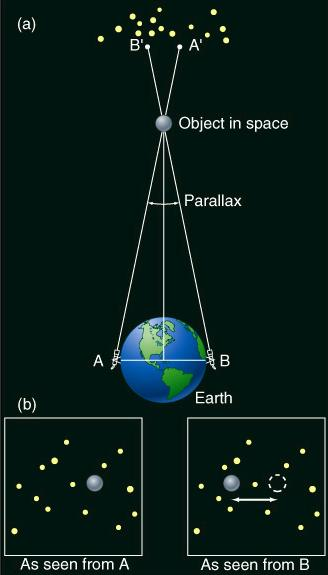 (a)
B' A'
Object in space
Parallax
A B
Earth
(b)
As seen from A As seen from B